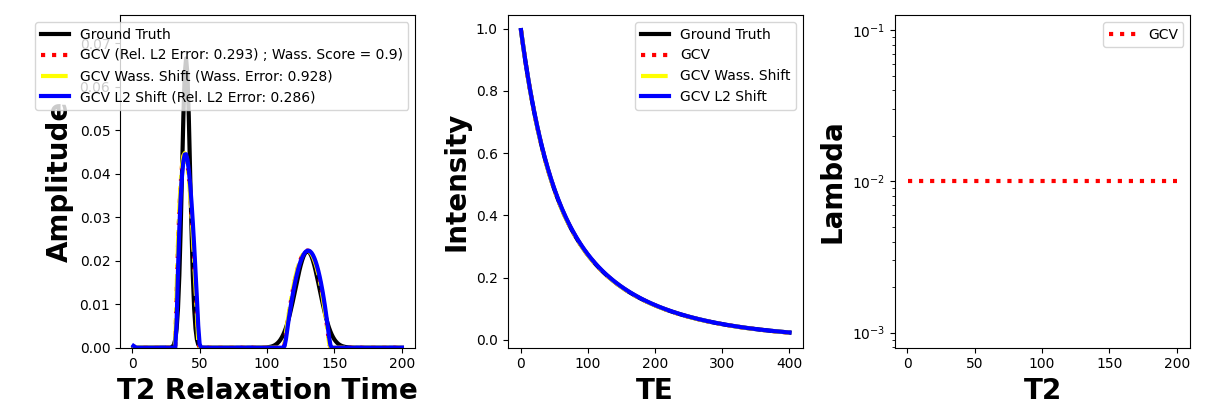 Ground Truth
GCV (Rel. L2 Error: 0.293) ; Wass. Score = 0.9)
GCV Wass. Shift (Wass. Error: 0.928)
GCV L2 Shift (Rel. L2 Error: 0.286)
Amplitude
0.07
0.06
0.05
0.04
0.03
0.02
0.01
0.00
0
50
100
150
200
T2 Relaxation Time
Ground Truth
GCV
GCV Wass. Shift
GCV L2 Shift
Intensity
1.0
0.8
0.6
0.4
0.2
0.0
0
100
200
300
400
TE
GCV
Lambda
10⁻¹
10⁻²
10⁻³
0
50
100
150
200
T2